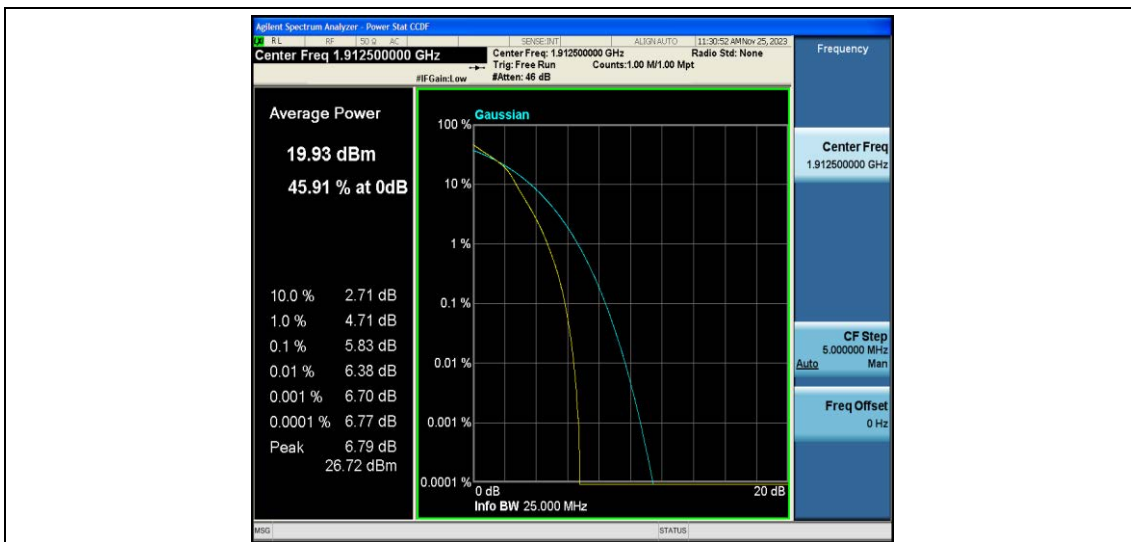 Agilent Spectrum Analyzer - Power Stat CCDF
RL RF 50 Ω AC SENSE:INT ALIGN AUTO 11:30:52 AM Nov 25, 2023
Center Freq 1.912500000 GHz
Center Freq: 1.912500000 GHz Radio Std: None
Trig: Free Run Counts:1.00 M/1.00 Mpt
#IFGain:Low #Atten: 46 dB
Frequency
Average Power
19.93 dBm
45.91 % at 0dB
10.0 % 2.71 dB
1.0 % 4.71 dB
0.1 % 5.83 dB
0.01 % 6.38 dB
0.001 % 6.70 dB
0.0001 % 6.77 dB
Peak 6.79 dB
26.72 dBm
Gaussian
100 %
10 %
1 %
0.1 %
0.01 %
0.001 %
0.0001 %
0 dB 20 dB
Info BW 25.000 MHz
Center Freq
1.912500000 GHz
CF Step
5.000000 MHz
Auto Man
Freq Offset
0 Hz
MSG STATUS